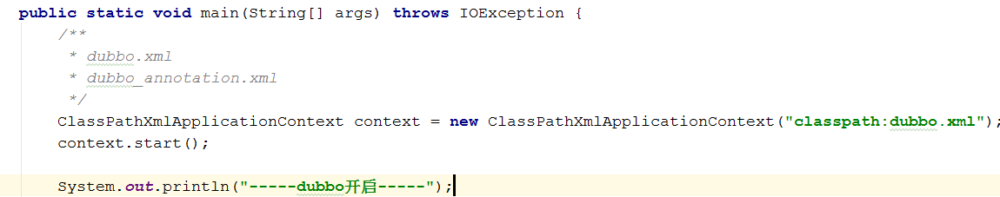 public static void main(String[] args) throws IOException {
/**
* dubbo.xml
* dubbo_annotation.xml
*/
ClassPathXmlApplicationContext context = new ClassPathXmlApplicationContext("classpath:dubbo.xml");
context.start();
System.out.println("-----dubbo开启-----");